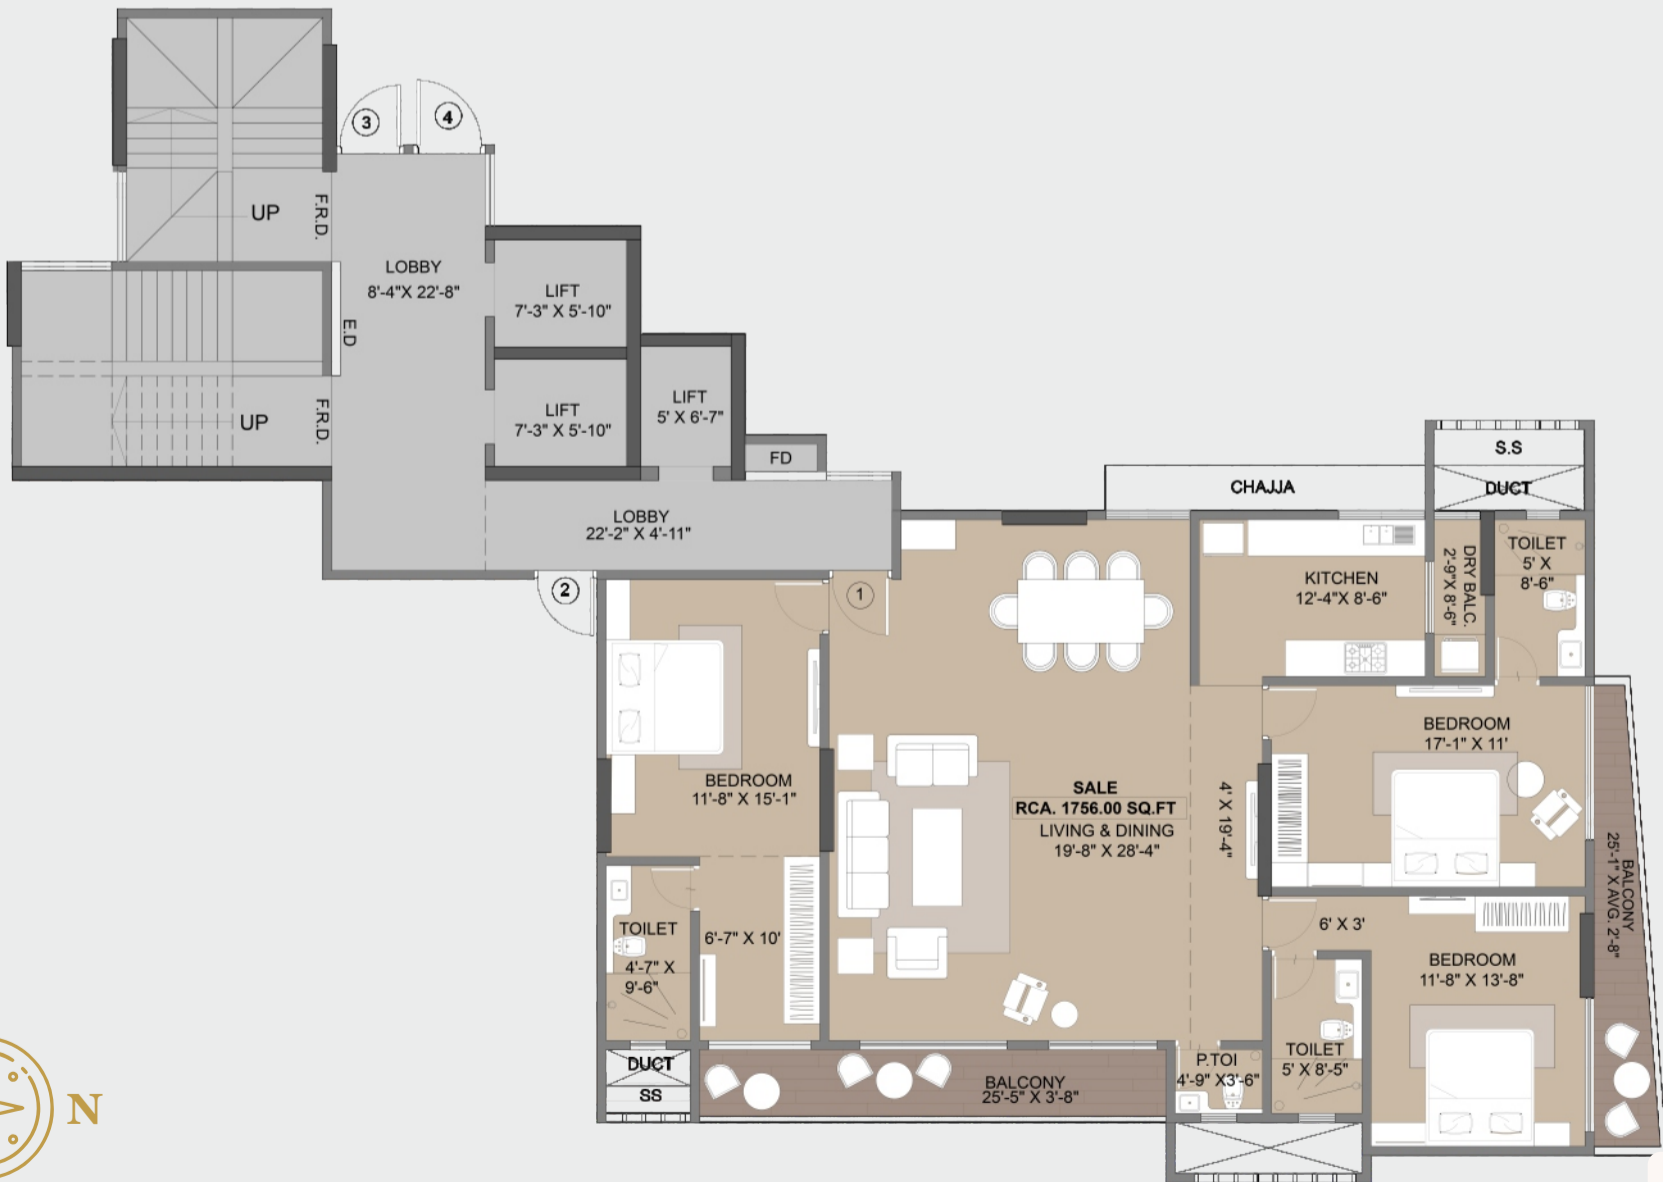 3
4
UP
F.R.D.
LOBBY
8'-4"X 22'-8"
LIFT
7'-3" X 5'-10"
E.D
LIFT
7'-3" X 5'-10"
LIFT
5' X 6'-7"
UP
F.R.D.
FD
LOBBY
22'-2" X 4'-11"
S.S
DUCT
CHAJJA
2
1
KITCHEN
12'-4"X 8'-6"
DRY BALC.
2'-9"X 8'-6"
TOILET
5' X
8'-6"
BEDROOM
11'-8" X 15'-1"
SALE
RCA. 1756.00 SQ.FT
LIVING & DINING
19'-8" X 28'-4"
4' X 19'-4"
BEDROOM
17'-1" X 11'
BALCONY
25'-1" X AVG. 2'-8"
TOILET
4'-7" X
9'-6"
6'-7" X 10'
6' X 3'
BEDROOM
11'-8" X 13'-8"
DUCT
SS
BALCONY
25'-5" X 3'-8"
P.TOI
4'-9" X3'-6"
TOILET
5' X 8'-5"
N